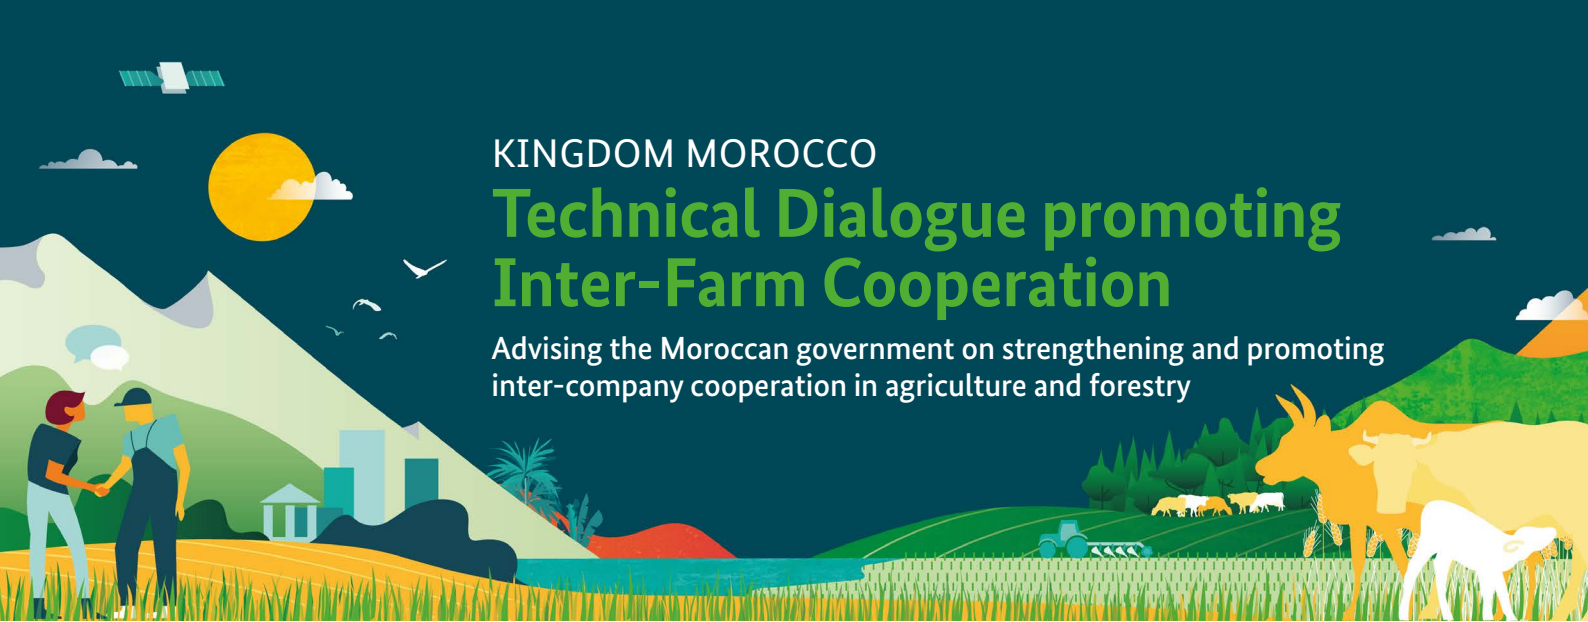 KINGDOM MOROCCO
Technical Dialogue promoting
Inter-Farm Cooperation
Advising the Moroccan government on strengthening and promoting
inter-company cooperation in agriculture and forestry